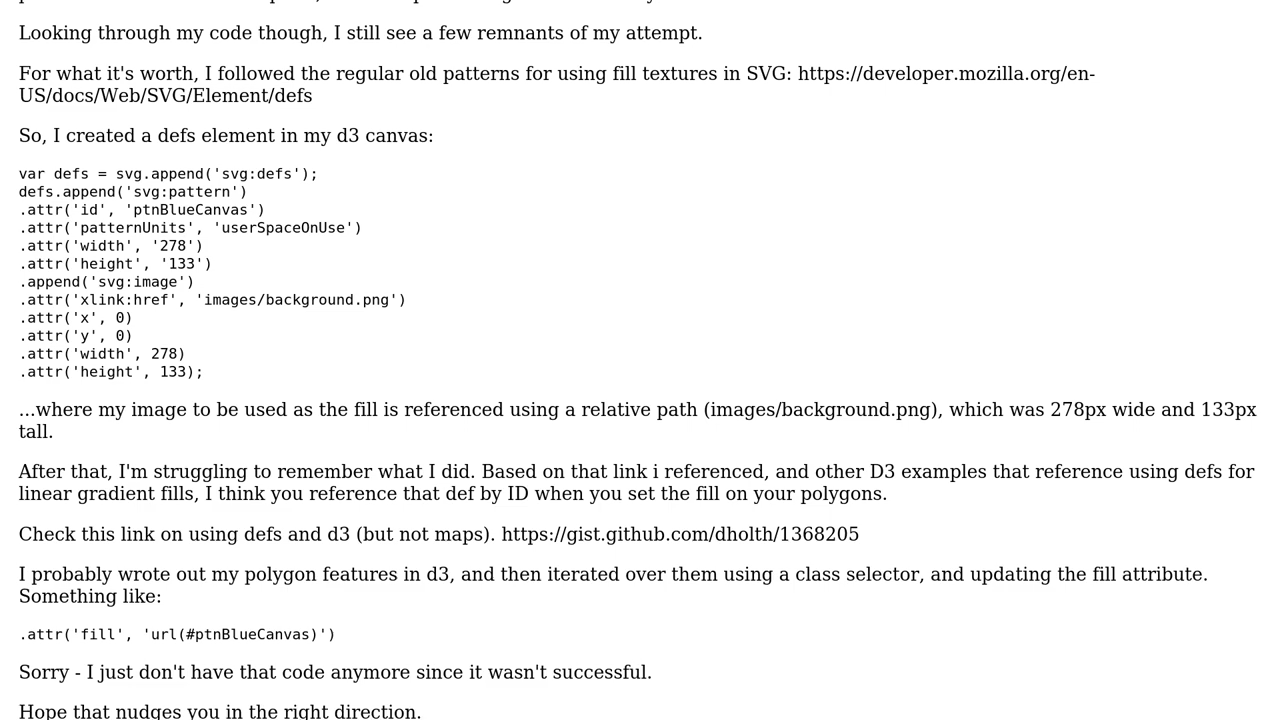 Looking through my code though, I still see a few remnants of my attempt.
For what it's worth, I followed the regular old patterns for using fill textures in SVG: https://developer.mozilla.org/en-
US/docs/Web/SVG/Element/defs
So, I created a defs element in my d3 canvas:
var defs = svg.append('svg:defs');
defs.append('svg:pattern')
.attr('id', 'ptnBlueCanvas')
.attr('patternUnits', 'userSpaceOnUse')
.attr('width', '278')
.attr('height', '133')
.append('svg:image')
.attr('xlink:href', 'images/background.png')
.attr('x', 0)
.attr('y', 0)
.attr('width', 278)
.attr('height', 133);
...where my image to be used as the fill is referenced using a relative path (images/background.png), which was 278px wide and 133px
tall.
After that, I'm struggling to remember what I did. Based on that link i referenced, and other D3 examples that reference using defs for
linear gradient fills, I think you reference that def by ID when you set the fill on your polygons.
Check this link on using defs and d3 (but not maps). https://gist.github.com/dholth/1368205
I probably wrote out my polygon features in d3, and then iterated over them using a class selector, and updating the fill attribute.
Something like:
.attr('fill', 'url(#ptnBlueCanvas)')
Sorry - I just don't have that code anymore since it wasn't successful.
Hope that nudges you in the right direction.